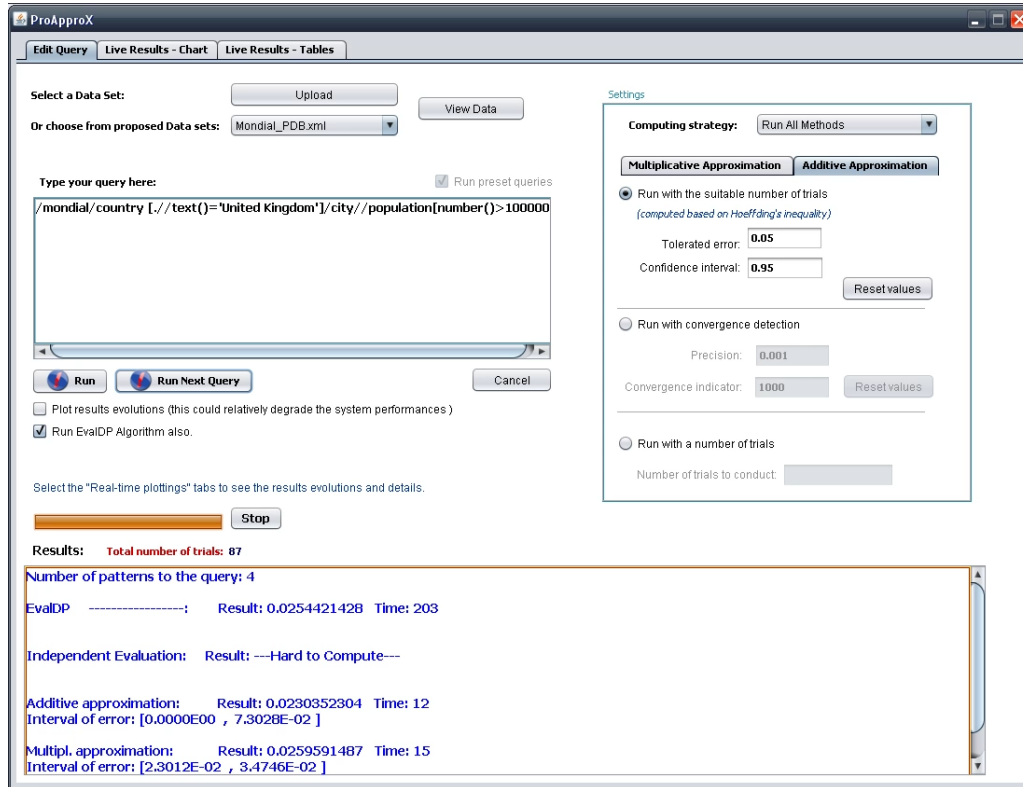 ProApproX
Edit Query Live Results - Chart Live Results - Tables
Select a Data Set: Upload
View Data
Or choose from proposed Data sets: Mondial_PDB.xml
Type your query here: Run preset queries
/mondial/country [.//text()='United Kingdom']/city//population[number()>100000
Run Run Next Query Cancel
Plot results evolutions (this could relatively degrade the system performances )
Run EvalDP Algorithm also.
Select the "Real-time plottings" tabs to see the results evolutions and details.
Stop
Settings
Computing strategy: Run All Methods
Multiplicative Approximation Additive Approximation
Run with the suitable number of trials
(computed based on Hoeffding's inequality)
Tolerated error: 0.05
Confidence interval: 0.95
Reset values
Run with convergence detection
Precision: 0.001
Convergence indicator: 1000 Reset values
Run with a number of trials
Number of trials to conduct:
Results: Total number of trials: 87
Number of patterns to the query: 4
EvalDP -----------------: Result: 0.0254421428 Time: 203
Independent Evaluation: Result: ---Hard to Compute---
Additive approximation: Result: 0.0230352304 Time: 12
Interval of error: [0.0000E00 , 7.3028E-02 ]
Multipl. approximation: Result: 0.0259591487 Time: 15
Interval of error: [2.3012E-02 , 3.4746E-02 ]